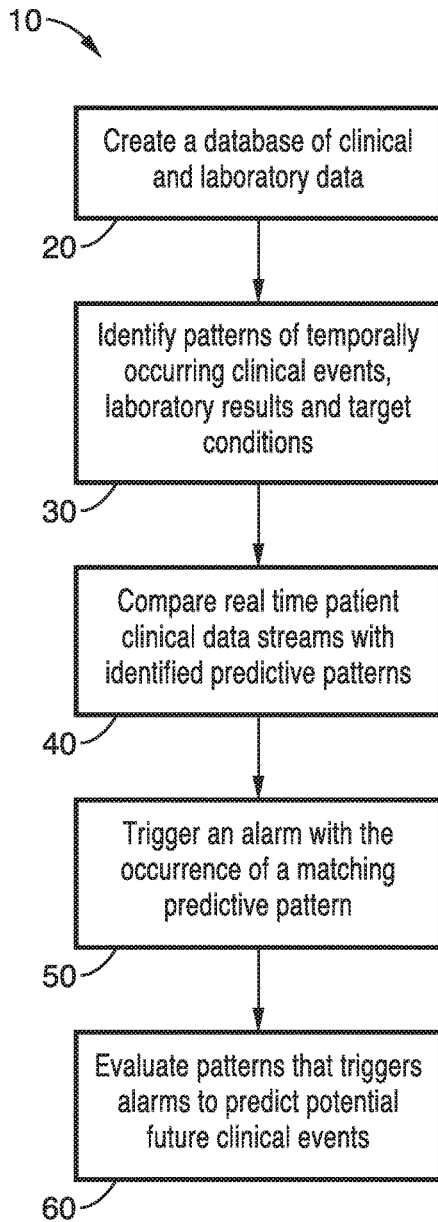 10
Create a database of clinical
and laboratory data
20
Identify patterns of temporally
occurring clinical events,
laboratory results and target
conditions
30
Compare real time patient
clinical data streams with
identified predictive patterns
40
Trigger an alarm with the
occurrence of a matching
predictive pattern
50
Evaluate patterns that triggers
alarms to predict potential
future clinical events
60